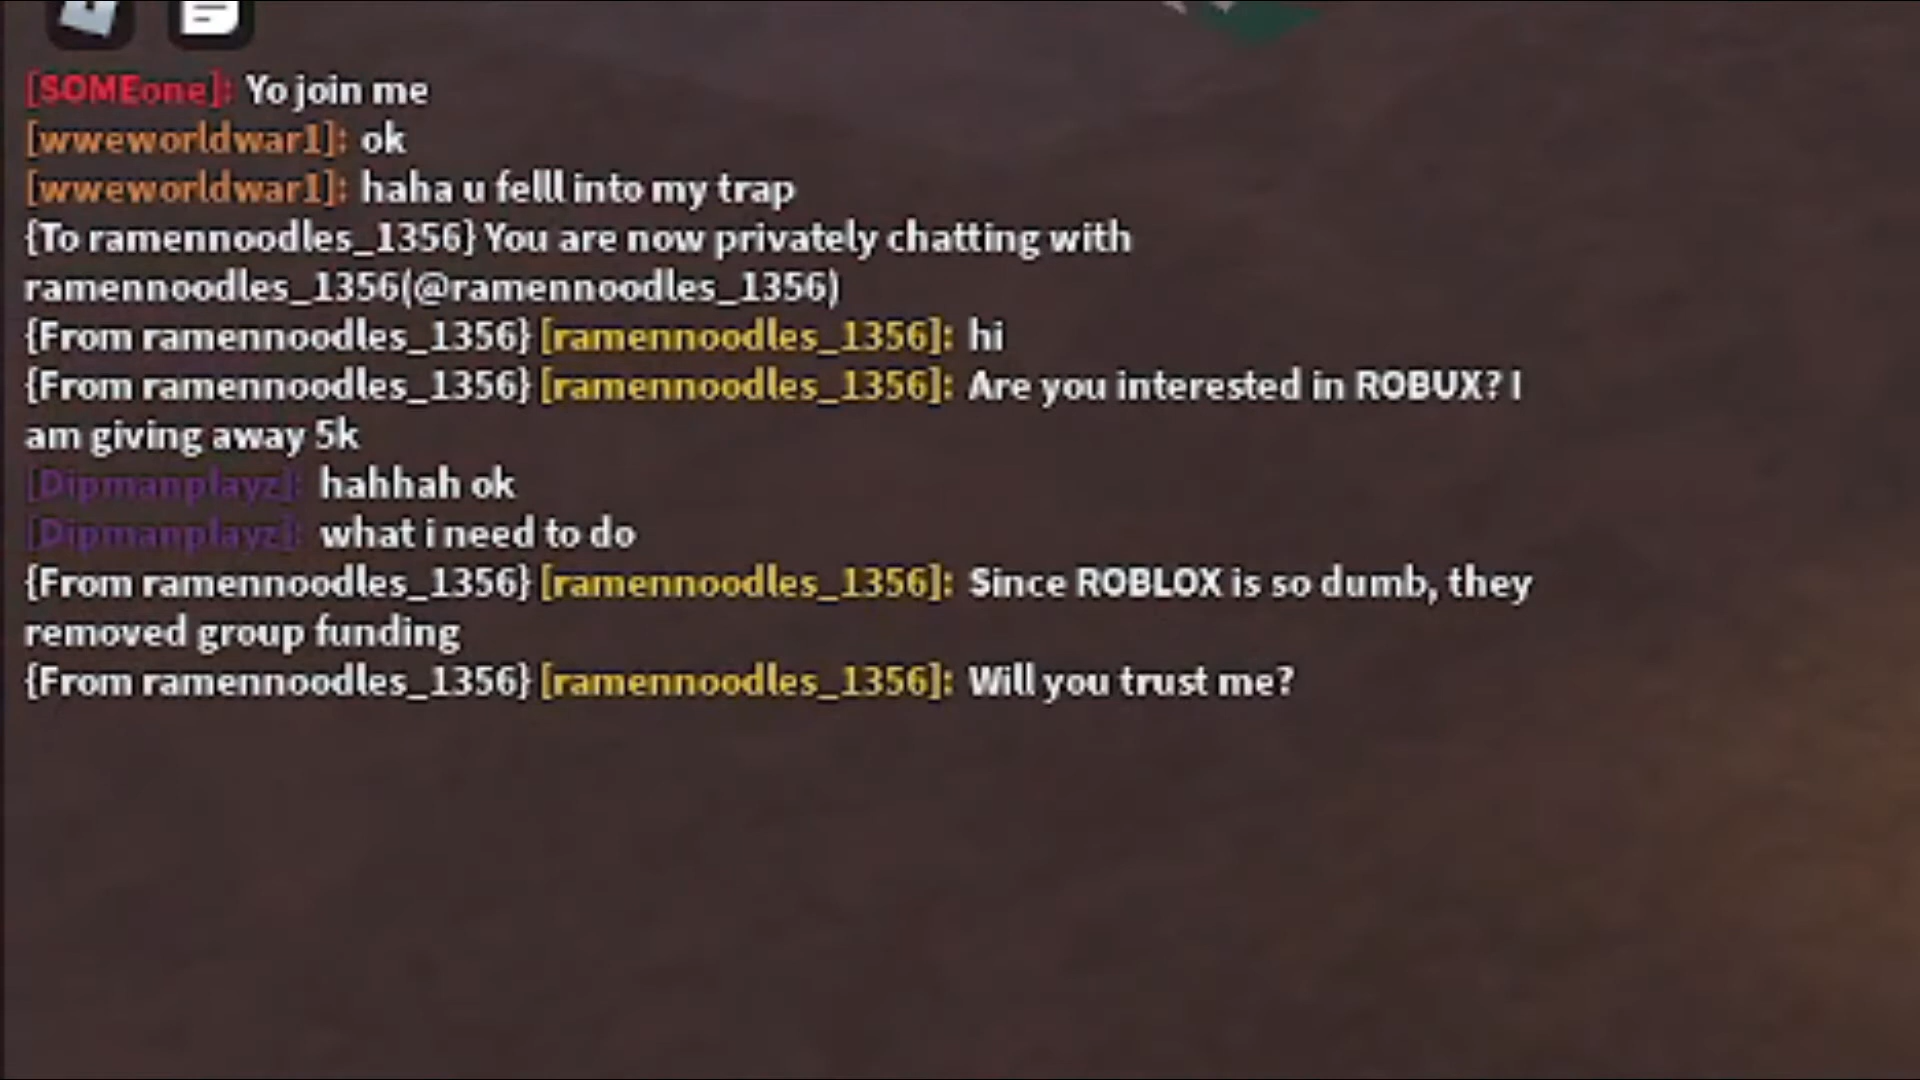 [SOMEone]: Yo join me
[wweworldwar1]: ok
[wweworldwar1]: haha u felll into my trap
{To ramennoodles_1356} You are now privately chatting with
ramennoodles_1356(@ramennoodles_1356)
{From ramennoodles_1356} [ramennoodles_1356]: hi
{From ramennoodles_1356} [ramennoodles_1356]: Are you interested in ROBUX? I
am giving away 5k
[Dipmanplayz]: hahhah ok
[Dipmanplayz]: what i need to do
{From ramennoodles_1356} [ramennoodles_1356]: Since ROBLOX is so dumb, they
removed group funding
{From ramennoodles_1356} [ramennoodles_1356]: Will you trust me?